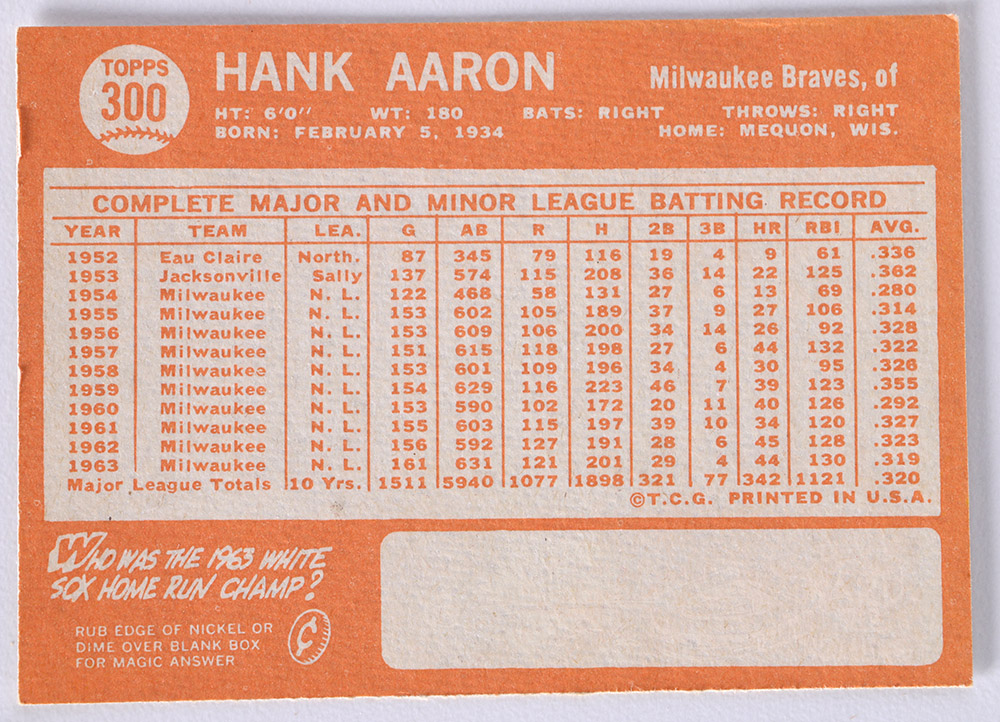 TOPPS
300
HANK AARON
Milwaukee Braves, of
HT: 6'0" WT: 180 BATS: RIGHT THROWS: RIGHT
BORN: FEBRUARY 5, 1934 HOME: MEQUON, WIS.
COMPLETE MAJOR AND MINOR LEAGUE BATTING RECORD
YEAR TEAM LEA. G AB R H 2B 3B HR RBI AVG.
1952 Eau Claire North. 87 345 79 116 19 4 9 61 .336
1953 Jacksonville Sally 137 574 115 208 36 14 22 125 .362
1954 Milwaukee N. L. 122 468 58 131 27 6 13 69 .280
1955 Milwaukee N. L. 153 602 105 189 37 9 27 106 .314
1956 Milwaukee N. L. 153 609 106 200 34 14 26 92 .328
1957 Milwaukee N. L. 151 615 118 198 27 6 44 132 .322
1958 Milwaukee N. L. 153 601 109 196 34 4 30 95 .326
1959 Milwaukee N. L. 154 629 116 223 46 7 39 123 .355
1960 Milwaukee N. L. 153 590 102 172 20 11 40 126 .292
1961 Milwaukee N. L. 155 603 115 197 39 10 34 120 .327
1962 Milwaukee N. L. 156 592 127 191 28 6 45 128 .323
1963 Milwaukee N. L. 161 631 121 201 29 4 44 130 .319
Major League Totals 10 Yrs. 1511 5940 1077 1898 321 77 342 1121 .320
©T.C.G. PRINTED IN U.S.A.
WHO WAS THE 1963 WHITE
SOX HOME RUN CHAMP?
RUB EDGE OF NICKEL OR
DIME OVER BLANK BOX
FOR MAGIC ANSWER
¢